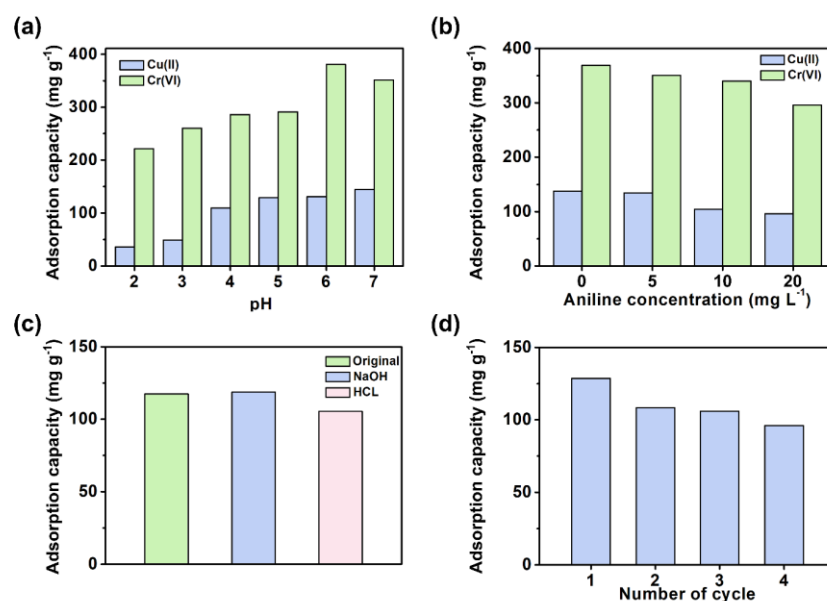 (a)
Adsorption capacity (mg g⁻¹)
400
300
200
100
0
Cu(II)
Cr(VI)
2 3 4 5 6 7
pH
(b)
Adsorption capacity (mg g⁻¹)
400
300
200
100
0
Cu(II)
Cr(VI)
0 5 10 20
Aniline concentration (mg L⁻¹)
(c)
Adsorption capacity (mg g⁻¹)
150
100
50
0
Original
NaOH
HCL
(d)
Adsorption capacity (mg g⁻¹)
150
100
50
0
1 2 3 4
Number of cycle